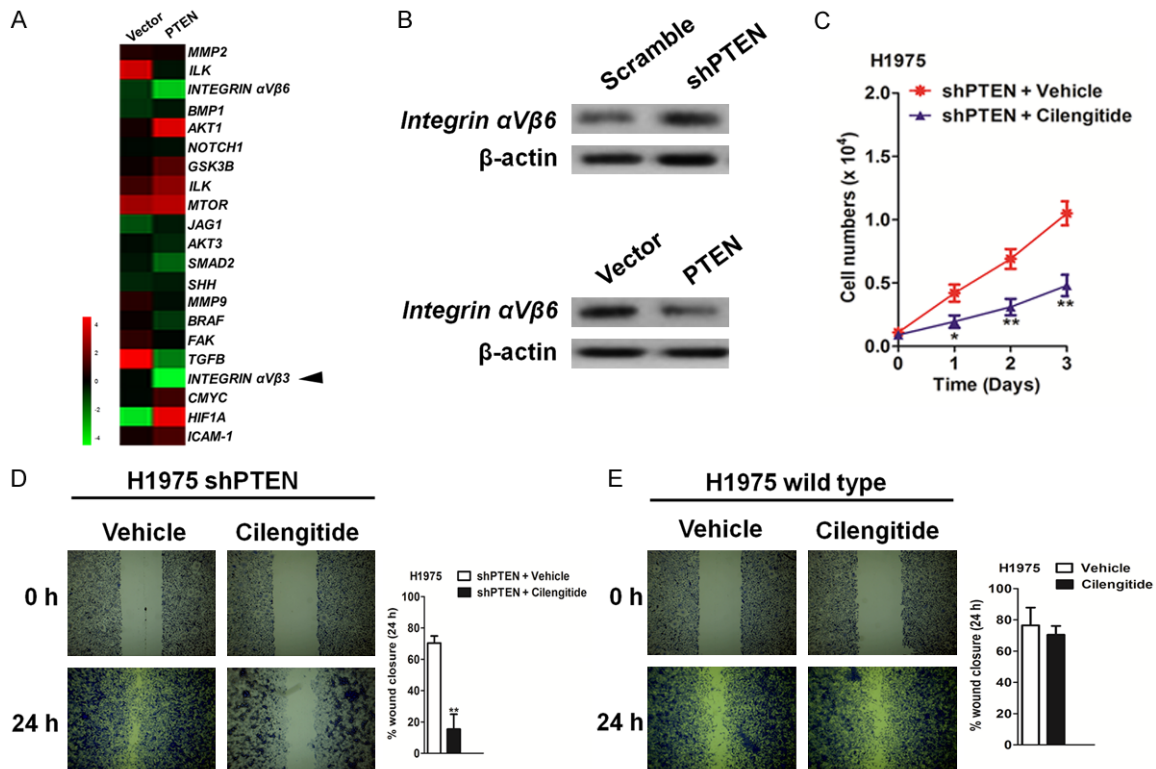 A
Vector PTEN
MMP2
ILK
INTEGRIN αVβ6
BMP1
AKT1
NOTCH1
GSK3B
ILK
MTOR
JAG1
AKT3
SMAD2
SHH
MMP9
BRAF
FAK
TGFB
INTEGRIN αVβ3
CMYC
HIF1A
ICAM-1
4
2
0
-2
-4
B
Scramble shPTEN
Integrin αVβ6
β-actin
Vector PTEN
Integrin αVβ6
β-actin
C
H1975
shPTEN + Vehicle
shPTEN + Cilengitide
Cell numbers (x 10⁴)
2.0
1.5
1.0
0.5
0.0
* ** **
0 1 2 3
Time (Days)
D
H1975 shPTEN
Vehicle Cilengitide
0 h
24 h
H1975
shPTEN + Vehicle
shPTEN + Cilengitide
% wound closure (24 h)
100
80
60
40
20
0
**
E
H1975 wild type
Vehicle Cilengitide
0 h
24 h
H1975
Vehicle
Cilengitide
% wound closure (24 h)
100
80
60
40
20
0